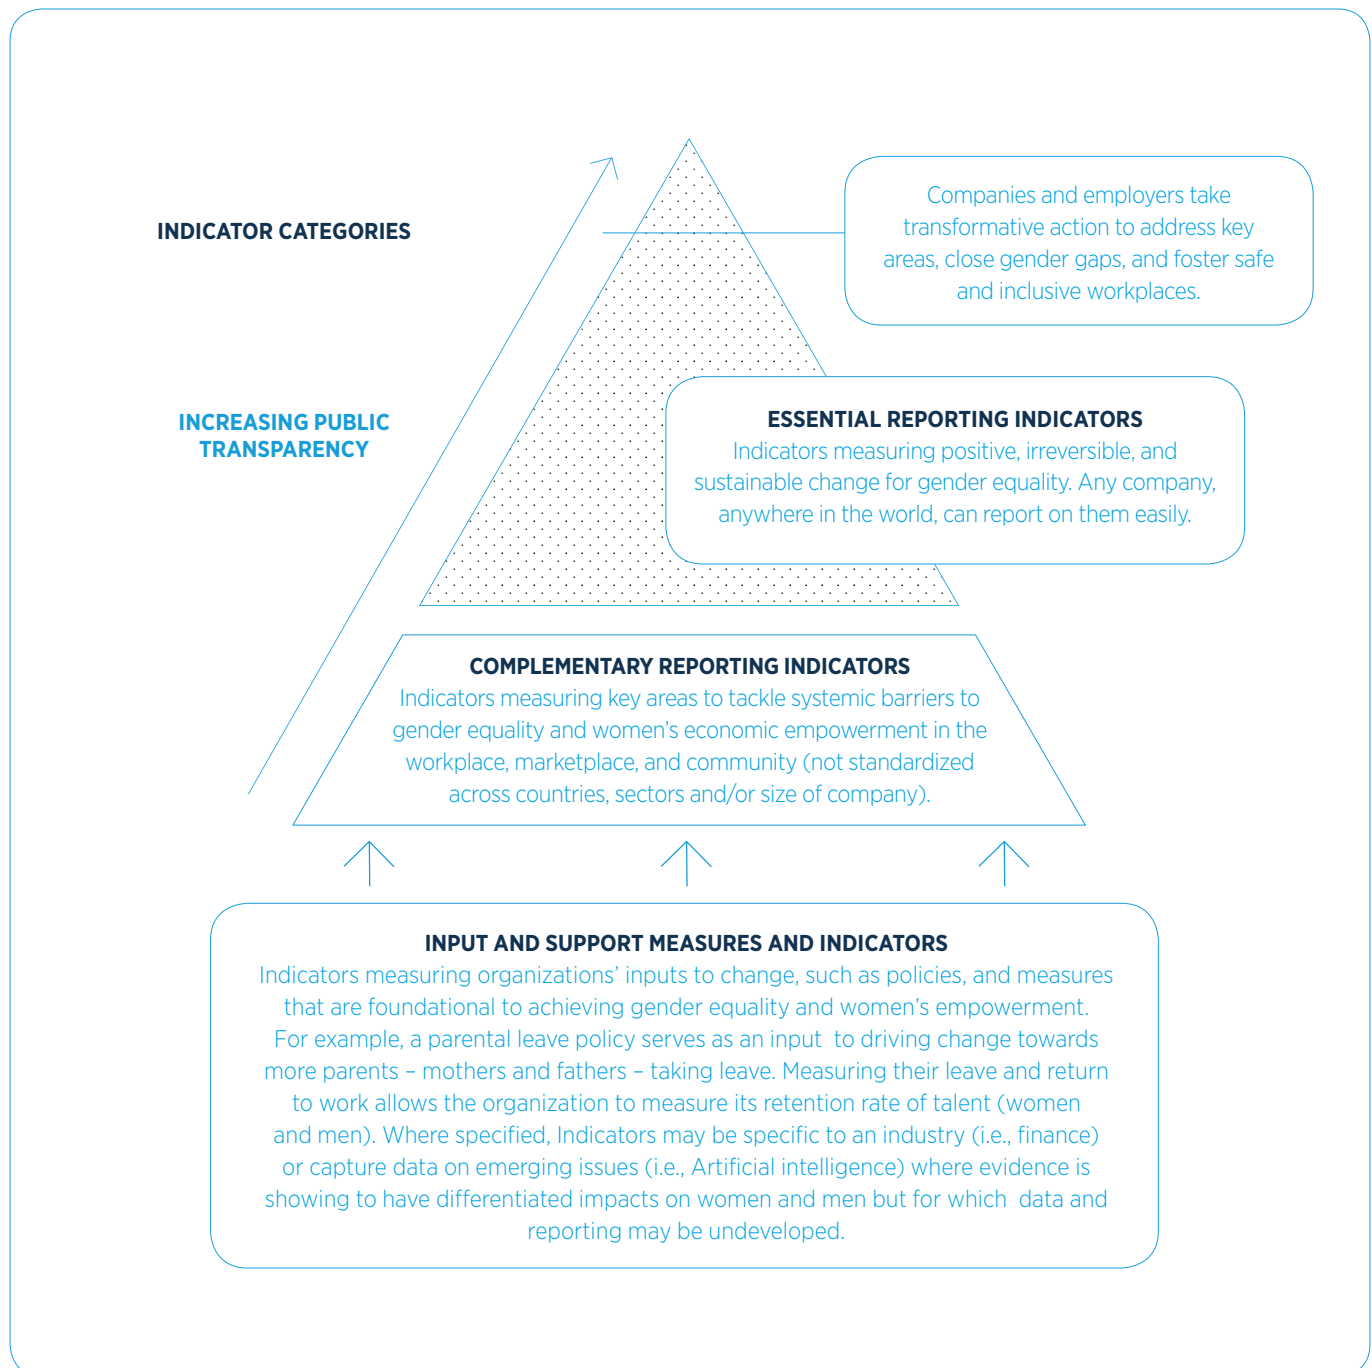 INDICATOR CATEGORIES
Companies and employers take
transformative action to address key
areas, close gender gaps, and foster safe
and inclusive workplaces.
INCREASING PUBLIC
TRANSPARENCY
ESSENTIAL REPORTING INDICATORS
Indicators measuring positive, irreversible, and
sustainable change for gender equality. Any company,
anywhere in the world, can report on them easily.
COMPLEMENTARY REPORTING INDICATORS
Indicators measuring key areas to tackle systemic barriers to
gender equality and women’s economic empowerment in the
workplace, marketplace, and community (not standardized
across countries, sectors and/or size of company).
INPUT AND SUPPORT MEASURES AND INDICATORS
Indicators measuring organizations’ inputs to change, such as policies, and measures
that are foundational to achieving gender equality and women’s empowerment.
For example, a parental leave policy serves as an input to driving change towards
more parents – mothers and fathers – taking leave. Measuring their leave and return
to work allows the organization to measure its retention rate of talent (women
and men). Where specified, Indicators may be specific to an industry (i.e., finance)
or capture data on emerging issues (i.e., Artificial intelligence) where evidence is
showing to have differentiated impacts on women and men but for which data and
reporting may be undeveloped.